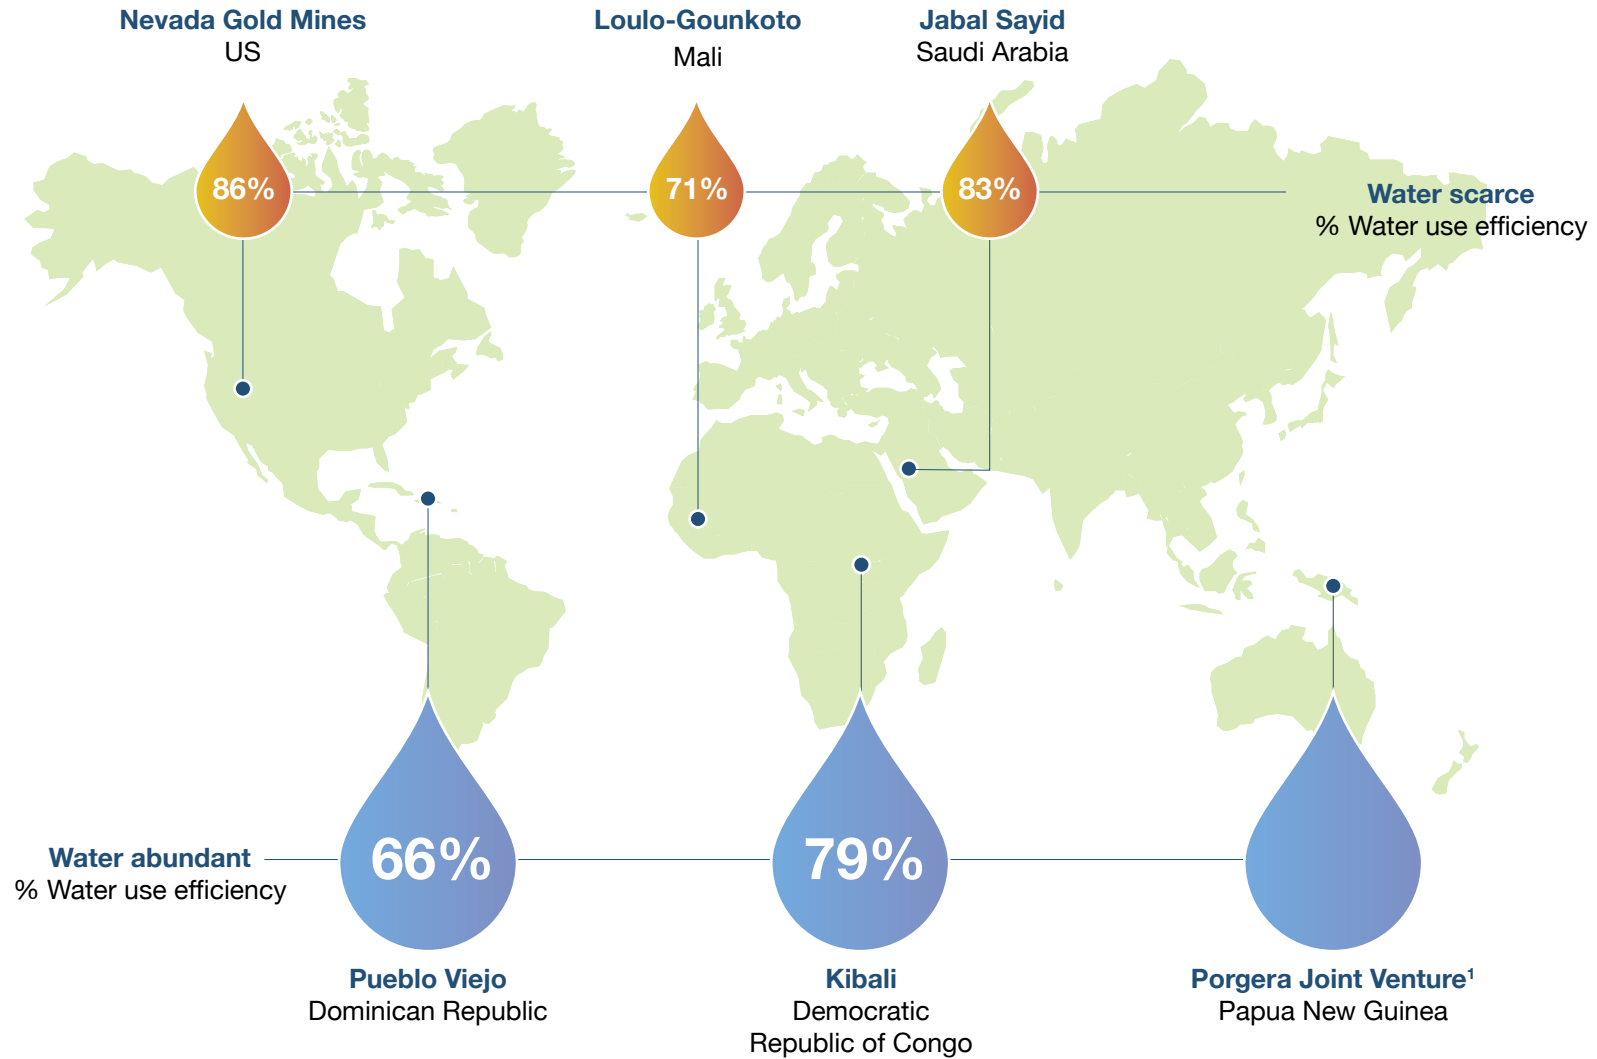 Nevada Gold Mines
US
Loulo-Gounkoto
Mali
Jabal Sayid
Saudi Arabia
86%
71%
83%
Water scarce
% Water use efficiency
Water abundant
% Water use efficiency
66%
79%
Pueblo Viejo
Dominican Republic
Kibali
Democratic
Republic of Congo
Porgera Joint Venture¹
Papua New Guinea